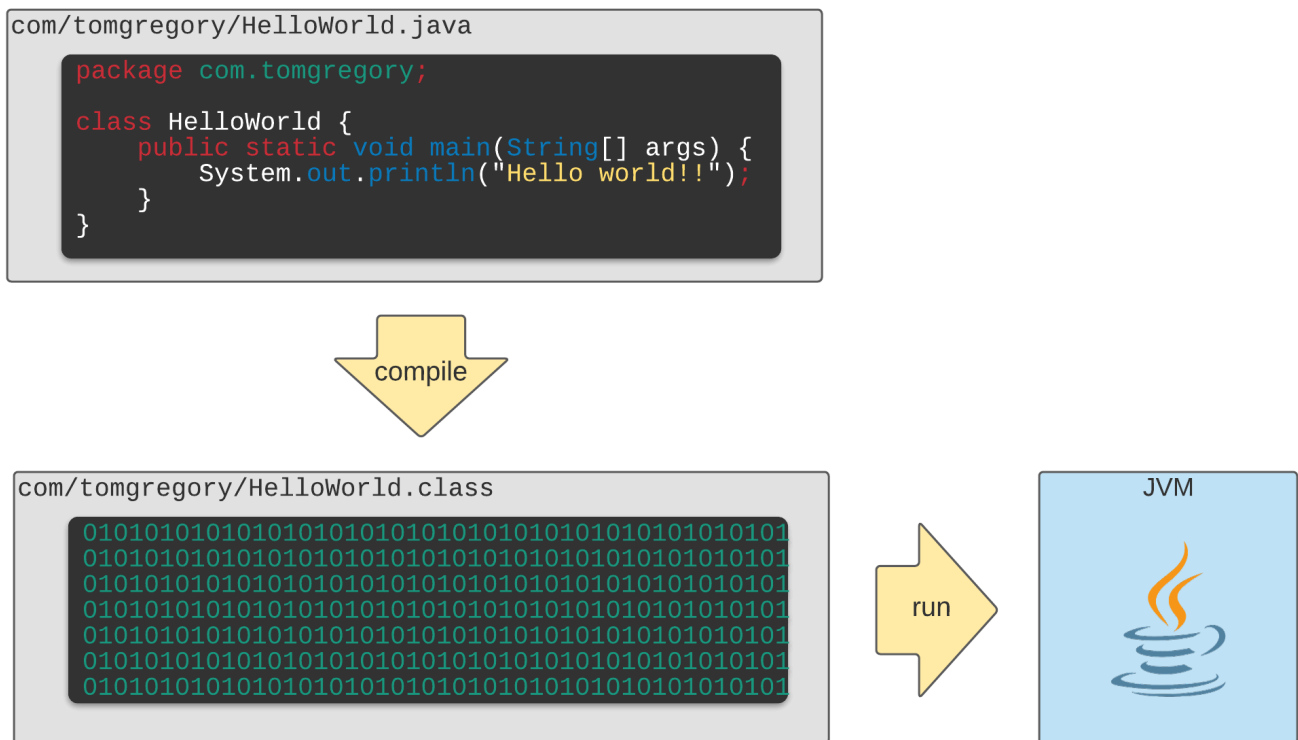 com/tomgregory/HelloWorld.java
package com.tomgregory;
class HelloWorld {
public static void main(String[] args) {
System.out.println("Hello world!!");
}
}
compile
com/tomgregory/HelloWorld.class
0101010101010101010101010101010101010101010101
0101010101010101010101010101010101010101010101
0101010101010101010101010101010101010101010101
0101010101010101010101010101010101010101010101
0101010101010101010101010101010101010101010101
0101010101010101010101010101010101010101010101
0101010101010101010101010101010101010101010101
run
JVM